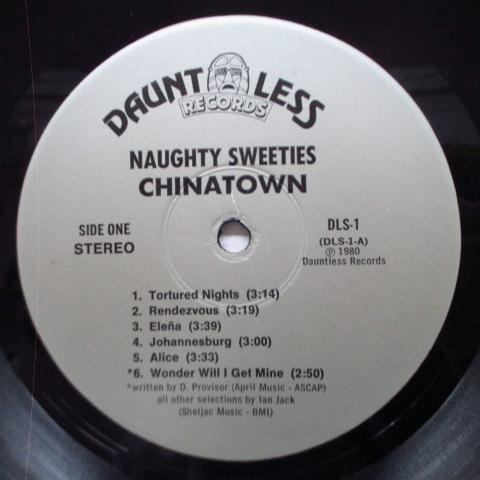 DAUNTLESS
RECORDS
NAUGHTY SWEETIES
CHINATOWN
SIDE ONE
STEREO
DLS-1
(DLS-1-A)
℗ 1980
Dauntless Records
1. Tortured Nights (3:14)
2. Rendezvous (3:19)
3. Eleña (3:39)
4. Johannesburg (3:00)
5. Alice (3:33)
*6. Wonder Will I Get Mine (2:50)
*written by D. Provisor (April Music - ASCAP)
all other selections by Ian Jack
(Sheljac Music - BMI)